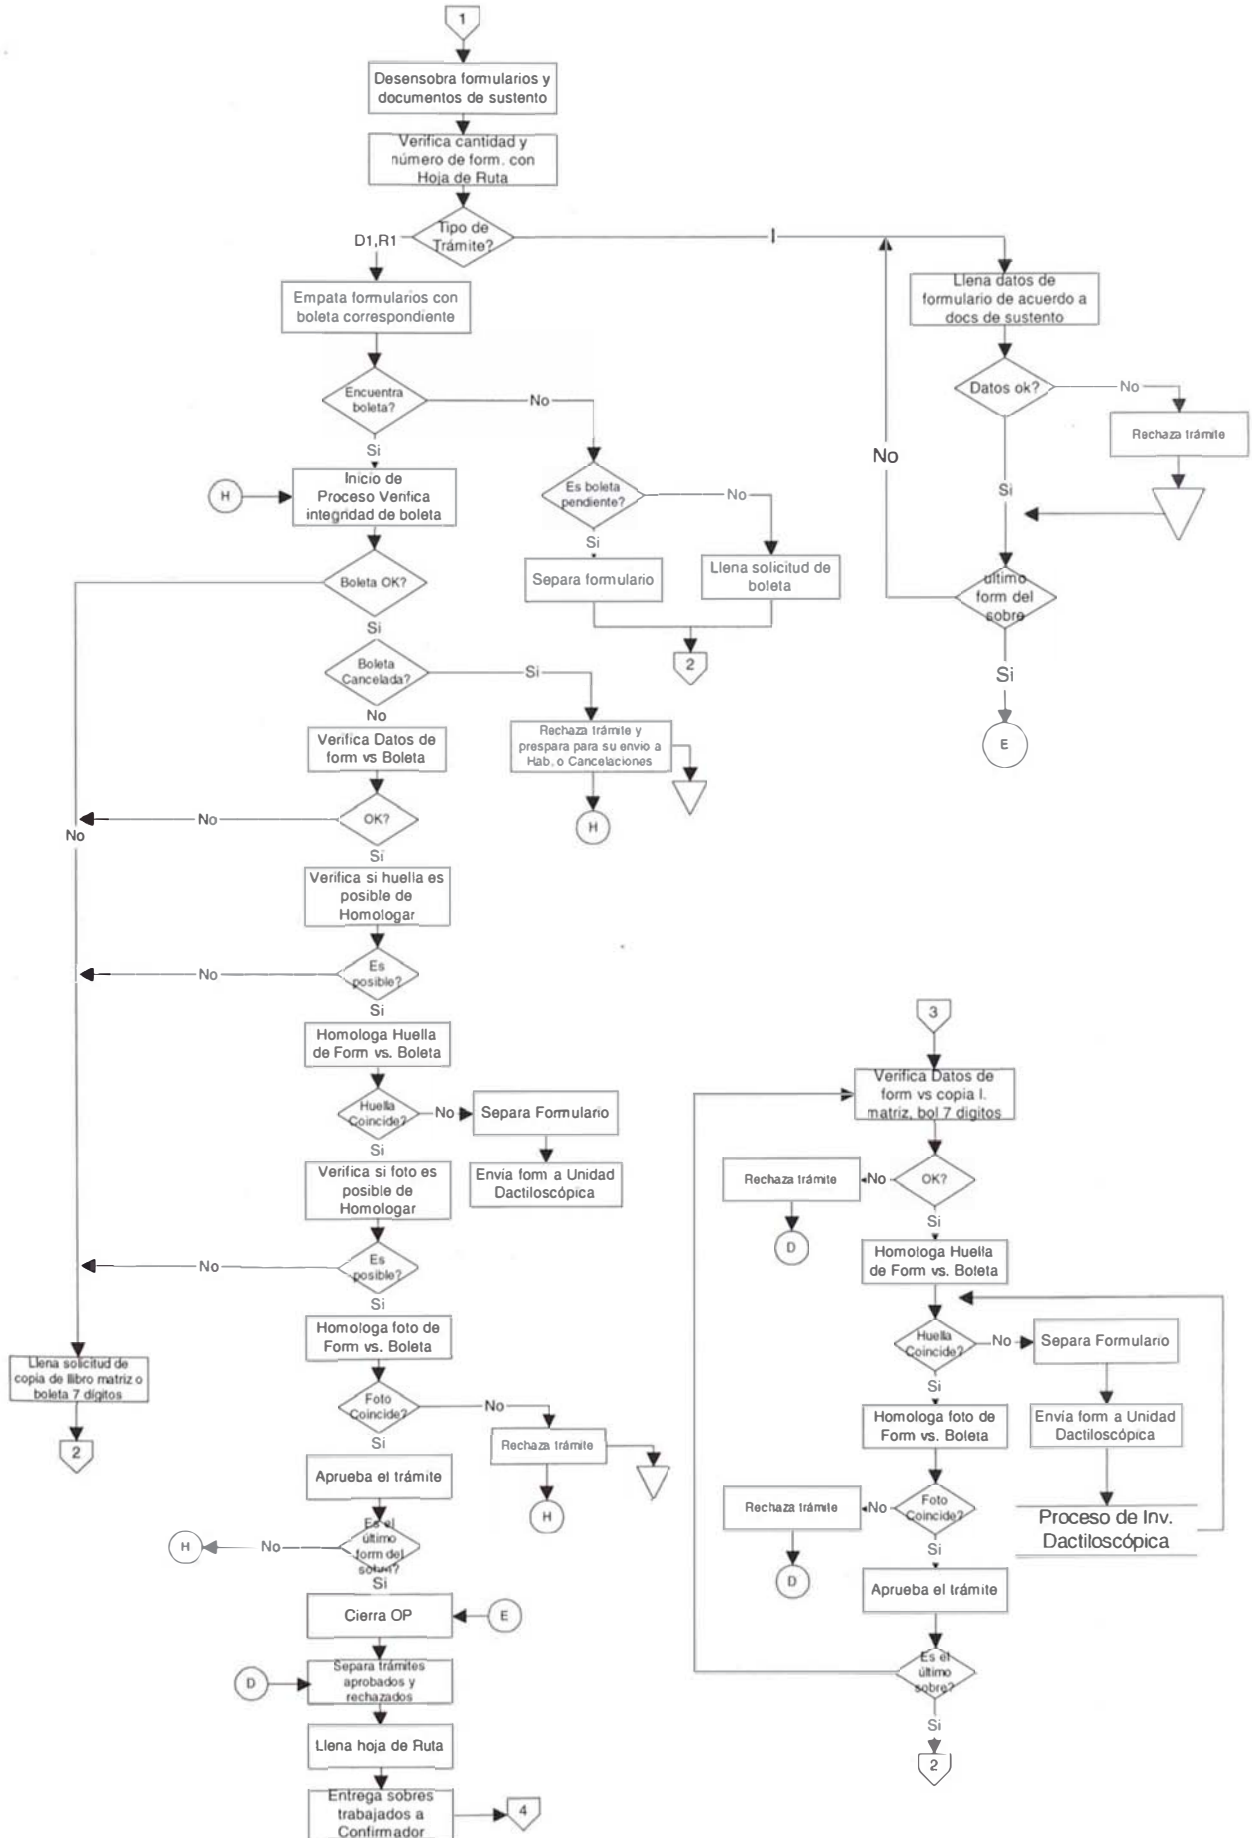 1
Desensobra formularios y
documentos de sustento
Verifica cantidad y
número de form. con
Hoja de Ruta
Tipo de
Trámite?
D1,R1
I
Empata formularios con
boleta correspondiente
Encuentra
boleta?
No
Si
H
Inicio de
Proceso Verifica
integridad de boleta
Es boleta
pendiente?
No
Si
Separa formulario
Llena solicitud de
boleta
2
Boleta OK?
Si
No
Boleta
Cancelada?
Si
No
Rechaza trámite y
prespara para su envio a
Hab. o Cancelaciones
H
Verifica Datos de
form vs Boleta
OK?
No
Si
Verifica si huella es
posible de
Homologar
Es
posible?
No
Si
Homologa Huella
de Form vs. Boleta
Huella
Coincide?
No
Separa Formulario
Envía form a Unidad
Dactiloscópica
Si
Verifica si foto es
posible de
Homologar
Es
posible?
No
Si
Homologa foto de
Form vs. Boleta
Llena solicitud de
copia de llibro matriz o
boleta 7 dígitos
2
Foto
Coincide?
No
Rechaza trámite
H
Si
Aprueba el trámite
Es el
último
form del
No
H
Si
Cierra OP
E
D
Separa trámites
aprobados y
rechazados
Llena hoja de Ruta
Entrega sobres
trabajados a
Confirmador
4
Llena datos de
formulario de acuerdo a
docs de sustento
Datos ok?
No
Rechaza trámite
Si
último
form del
sobre
No
Si
E
3
Verifica Datos de
form vs copia l.
matriz, bol 7 digitos
OK?
No
Rechaza trámite
D
Si
Homologa Huella
de Form vs. Boleta
Huella
Coincide?
No
Separa Formulario
Envía form a Unidad
Dactiloscópica
Proceso de Inv.
Dactiloscópica
Si
Homologa foto de
Form vs. Boleta
Foto
Coincide?
No
Rechaza trámite
D
Si
Aprueba el trámite
Es el
último
sobre?
Si
2